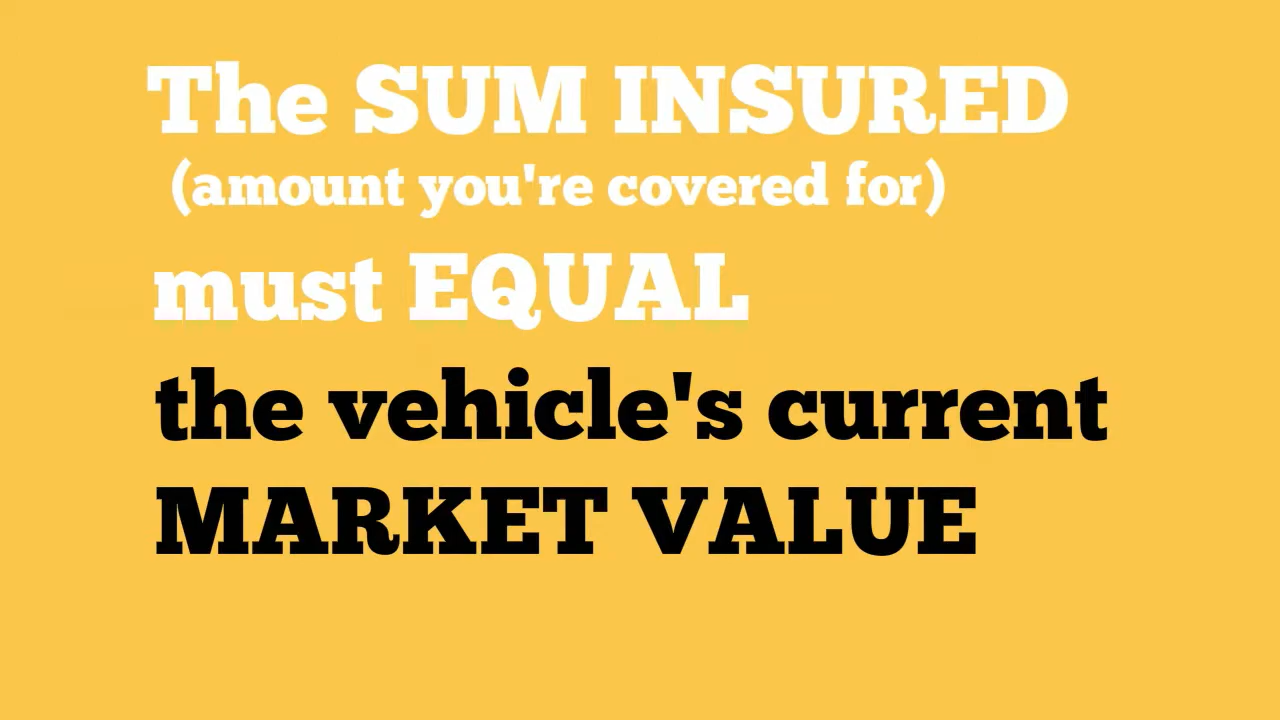 The SUM INSURED
(amount you're covered for)
must EQUAL
the vehicle's current
MARKET VALUE